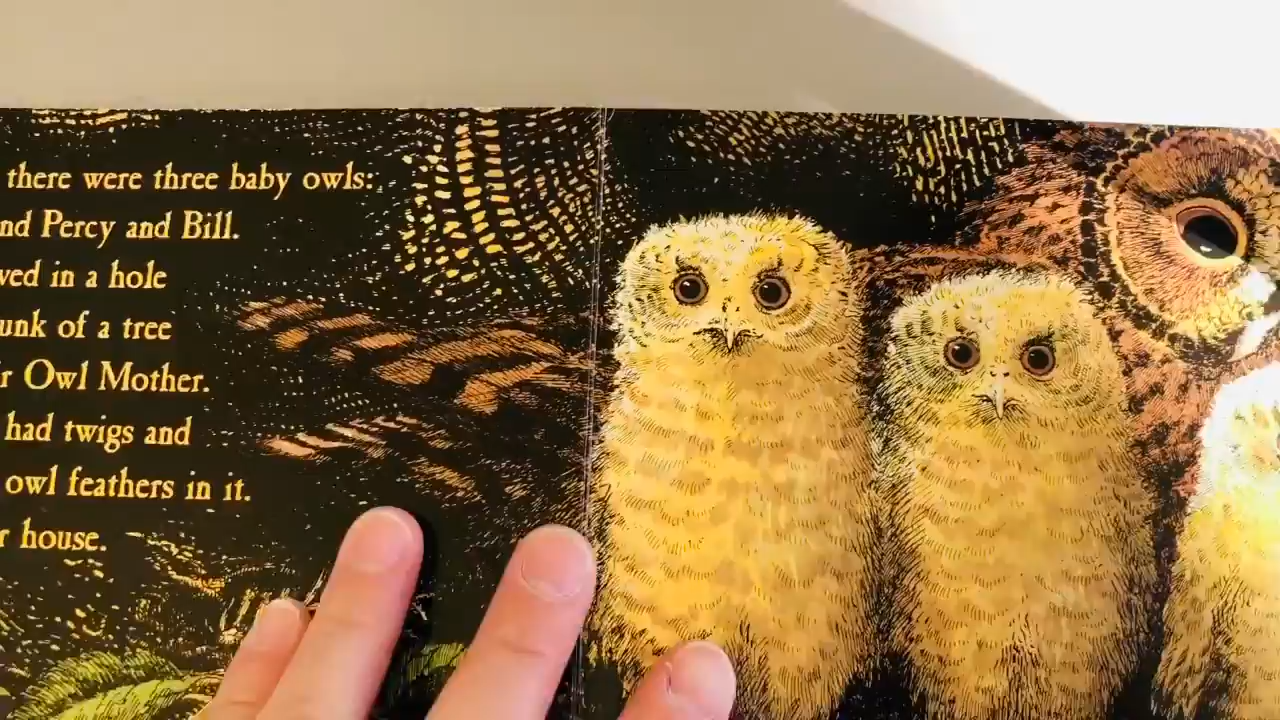 there were three baby owls:
nd Percy and Bill.
ved in a hole
unk of a tree
r Owl Mother.
had twigs and
owl feathers in it.
r house.